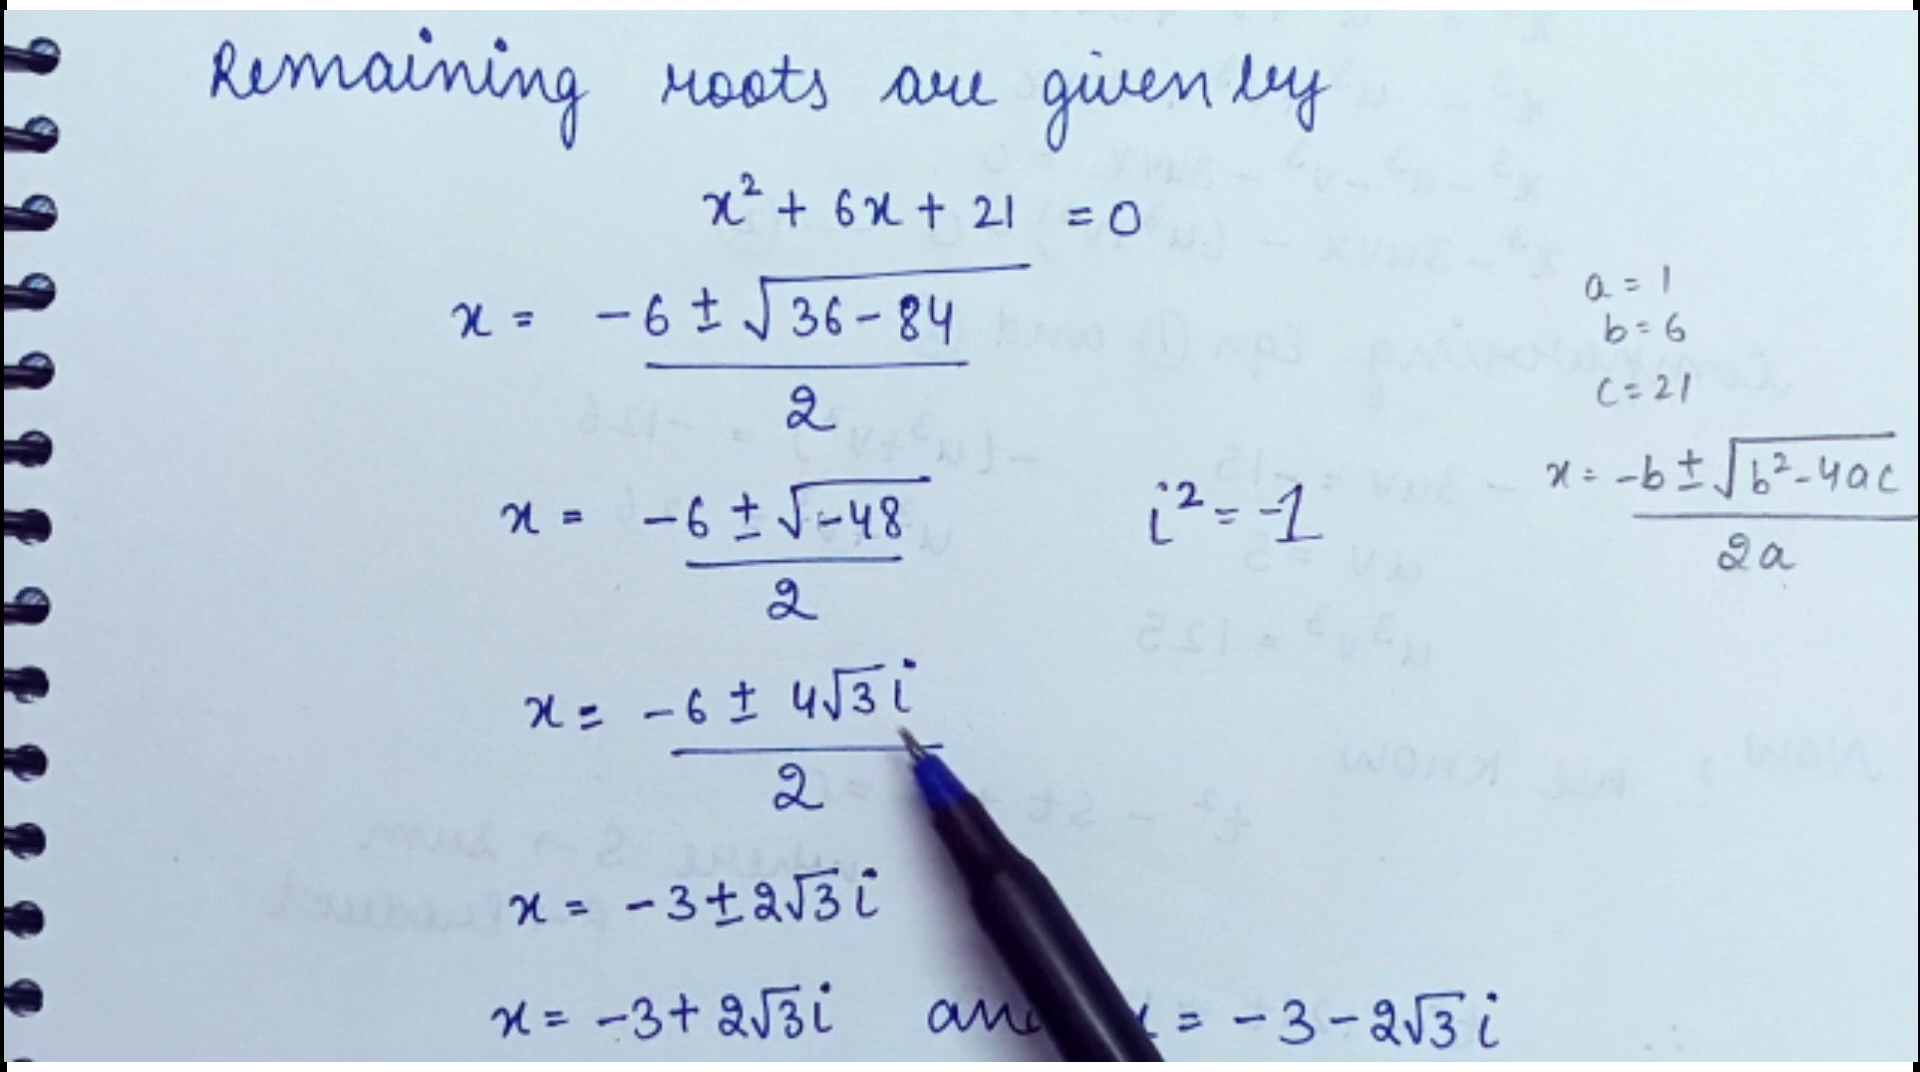 Remaining roots are given by
x² + 6x + 21 = 0
x = -6 ± √36-84
2
x = -6 ± √-48
2
x = -6 ± 4√3 i
2
x = -3 ± 2√3 i
x = -3 + 2√3 i and x = -3 - 2√3 i
i² = -1
a = 1
b = 6
c = 21
x = -b ± √b² - 4ac
2a